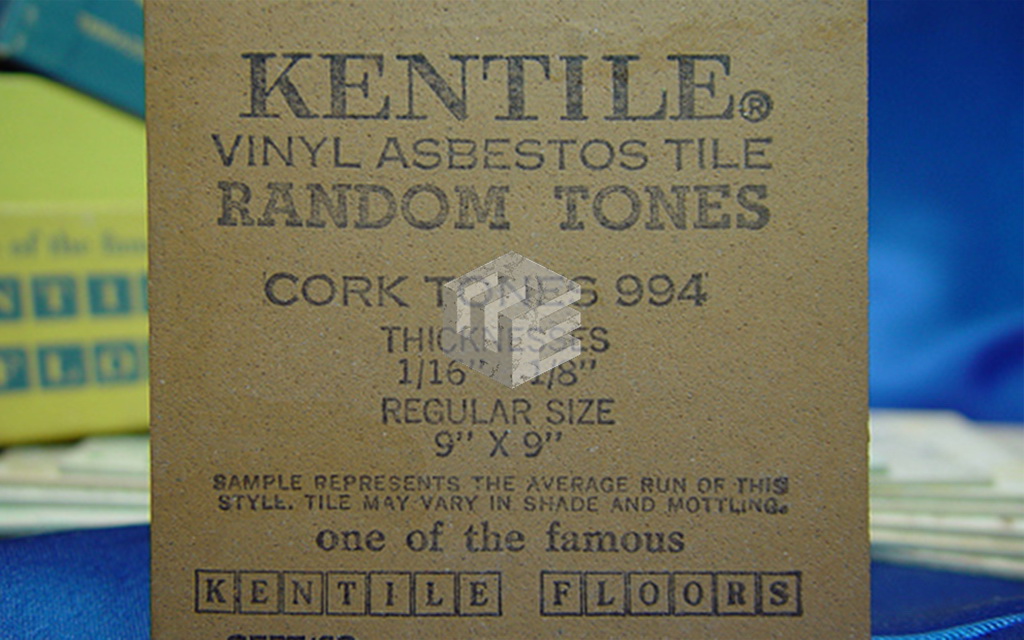 KENTILE®
VINYL ASBESTOS TILE
RANDOM TONES
CORK TONES 994
THICKNESSES
1/16" 1/8"
REGULAR SIZE
9" X 9"
SAMPLE REPRESENTS THE AVERAGE RUN OF THIS
STYLE. TILE MAY VARY IN SHADE AND MOTTLING.
one of the famous
KENTILE FLOORS
of the